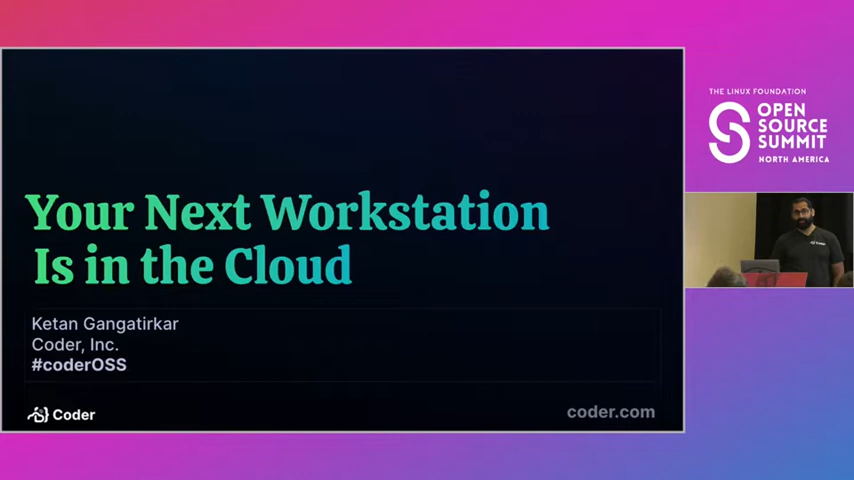 Your Next Workstation
Is in the Cloud
Ketan Gangatirkar
Coder, Inc.
#coderOSS
Coder
coder.com
THE LINUX FOUNDATION
OPEN
SOURCE
SUMMIT
NORTH AMERICA
Coder